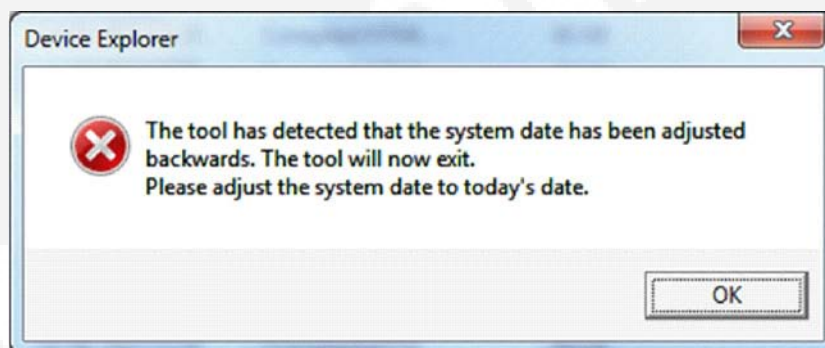 Device Explorer
The tool has detected that the system date has been adjusted
backwards. The tool will now exit.
Please adjust the system date to today's date.
OK